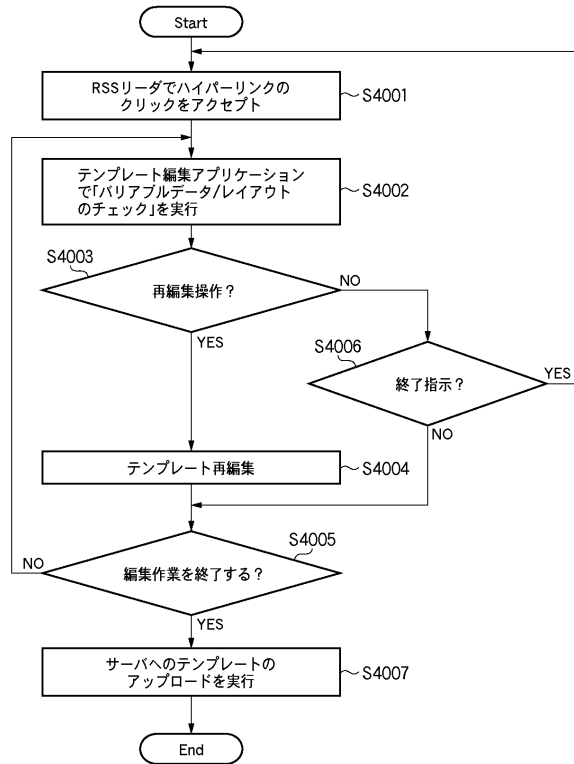 Start
RSSリーダでハイパーリンクの
クリックをアクセプト
S4001
テンプレート編集アプリケーション
で「バリアブルデータ/レイアウト
のチェック」を実行
S4002
S4003
再編集操作？
NO
YES
S4006
終了指示？
YES
NO
テンプレート再編集
S4004
S4005
編集作業を終了する？
NO
YES
サーバへのテンプレートの
アップロードを実行
S4007
End